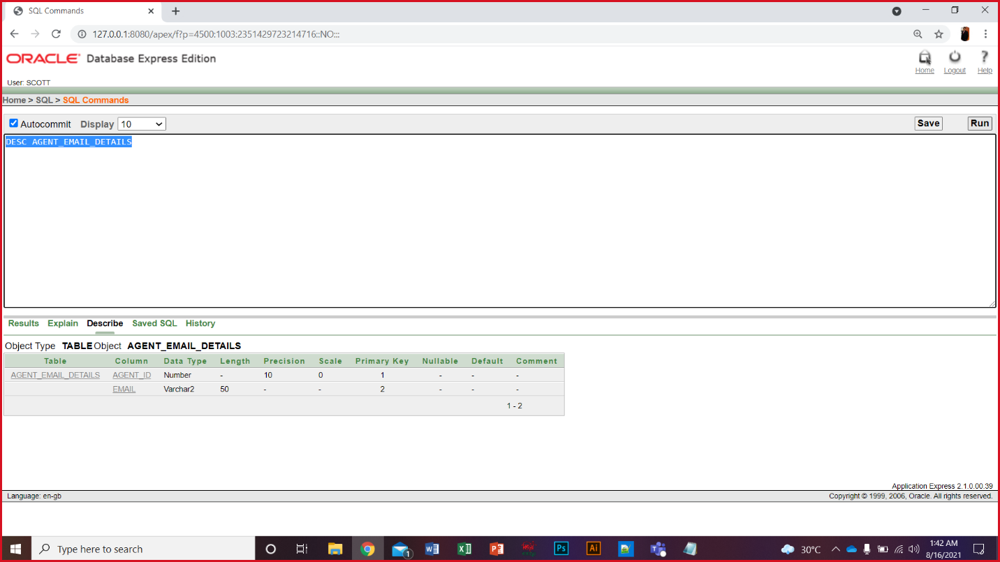 SQL Commands
127.0.0.1:8080/apex/f?p=4500:1003:2351429723214716::NO:::
ORACLE Database Express Edition
Home Logout Help
User: SCOTT
Home > SQL > SQL Commands
Autocommit Display 10 Save Run
DESC AGENT_EMAIL_DETAILS
Results Explain Describe Saved SQL History
Object Type TABLE Object AGENT_EMAIL_DETAILS
Table Column Data Type Length Precision Scale Primary Key Nullable Default Comment
AGENT_EMAIL_DETAILS AGENT_ID Number - 10 0 1 - - -
EMAIL Varchar2 50 - - 2 - - -
1 - 2
Application Express 2.1.0.00.39
Language: en-gb Copyright © 1999, 2006, Oracle. All rights reserved.
Type here to search 1 Ps Ai 30°C 1:42 AM
8/16/2021